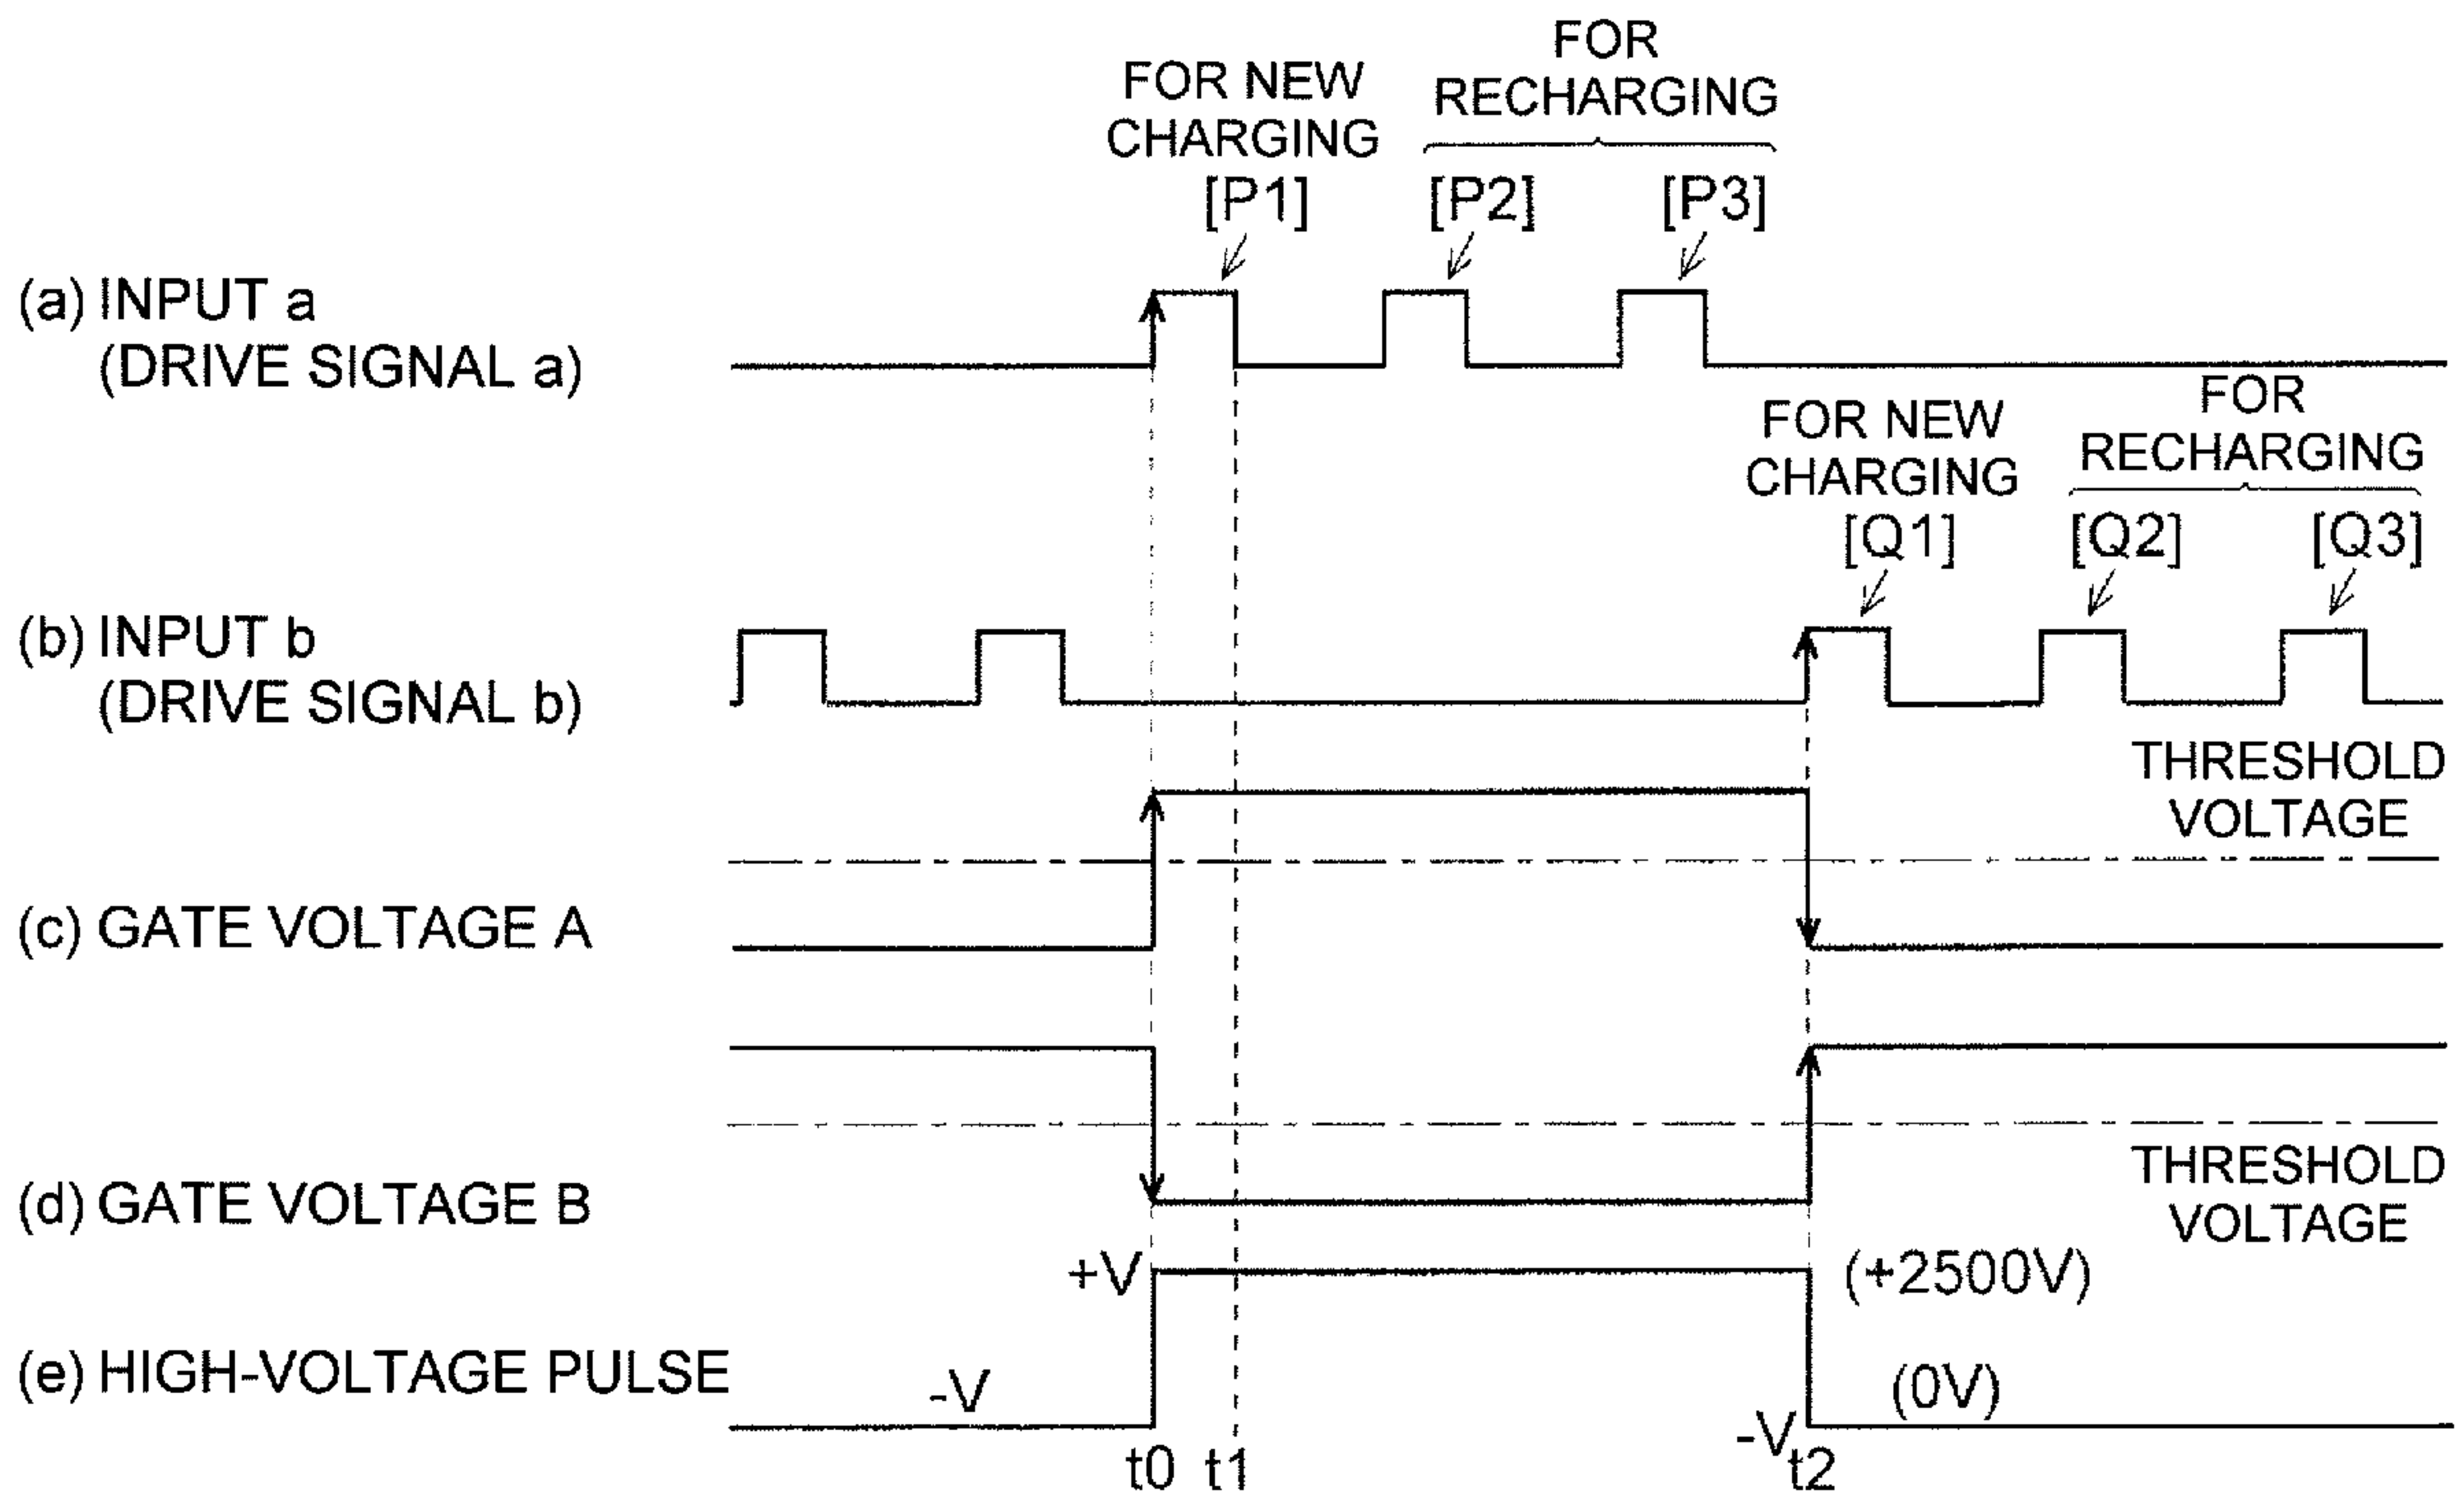 FOR NEW
CHARGING
[P1]
FOR
RECHARGING
[P2]
[P3]
(a) INPUT a
(DRIVE SIGNAL a)
FOR NEW
CHARGING
[Q1]
FOR
RECHARGING
[Q2]
[Q3]
(b) INPUT b
(DRIVE SIGNAL b)
THRESHOLD
VOLTAGE
(c) GATE VOLTAGE A
THRESHOLD
VOLTAGE
(d) GATE VOLTAGE B
+V
(+2500V)
(e) HIGH-VOLTAGE PULSE
-V
(0V)
-V
t0
t1
t2